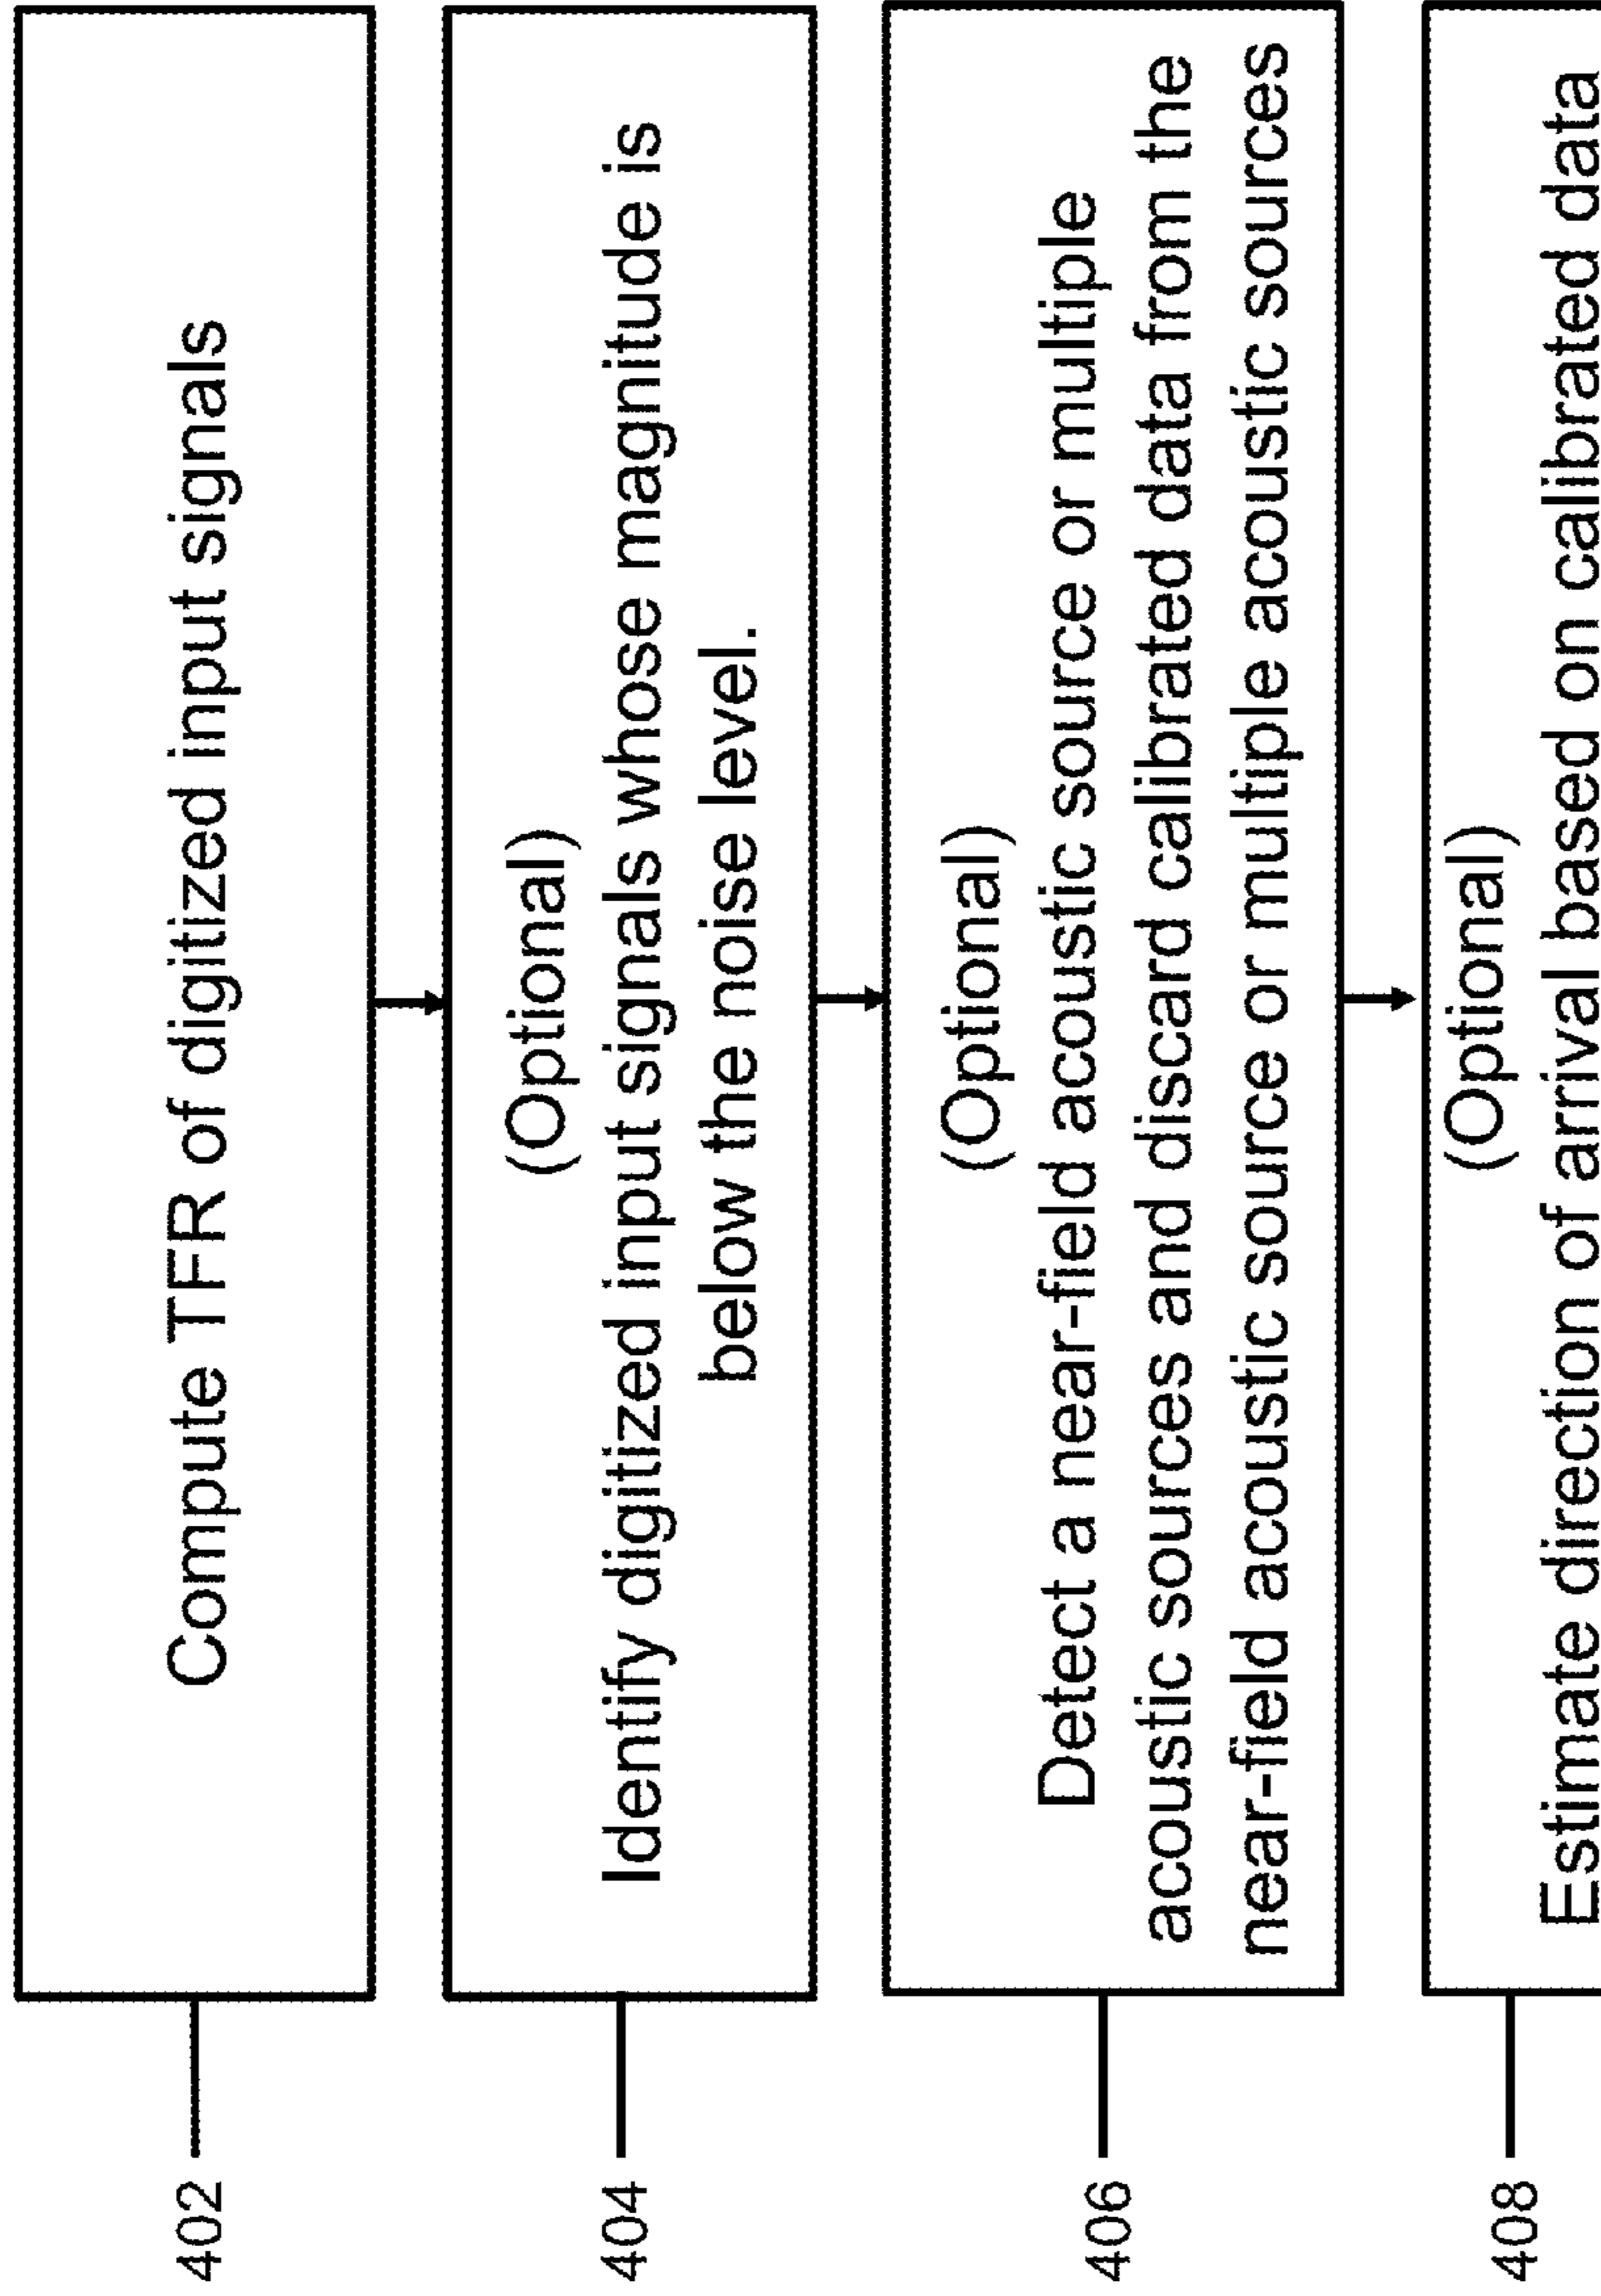 402
Compute TFR of digitized input signals
404
(Optional)
Identify digitized input signals whose magnitude is
below the noise level.
406
(Optional)
Detect a near-field acoustic source or multiple
acoustic sources and discard calibrated data from the
near-field acoustic source or multiple acoustic sources
408
(Optional)
Estimate direction of arrival based on calibrated data